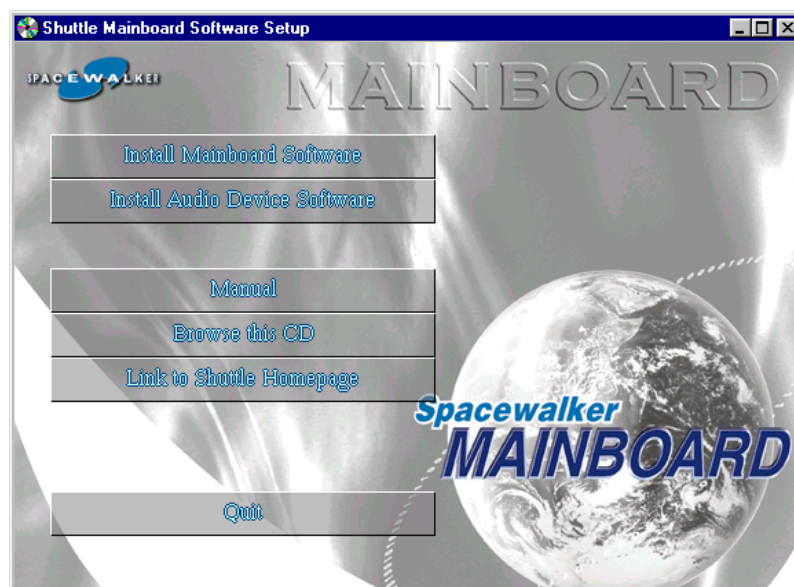 Shuttle Mainboard Software Setup
SPACEWALKER
MAINBOARD
Install Mainboard Software
Install Audio Device Software
Manual
Browse this CD
Link to Shuttle Homepage
Spacewalker
MAINBOARD
Quit